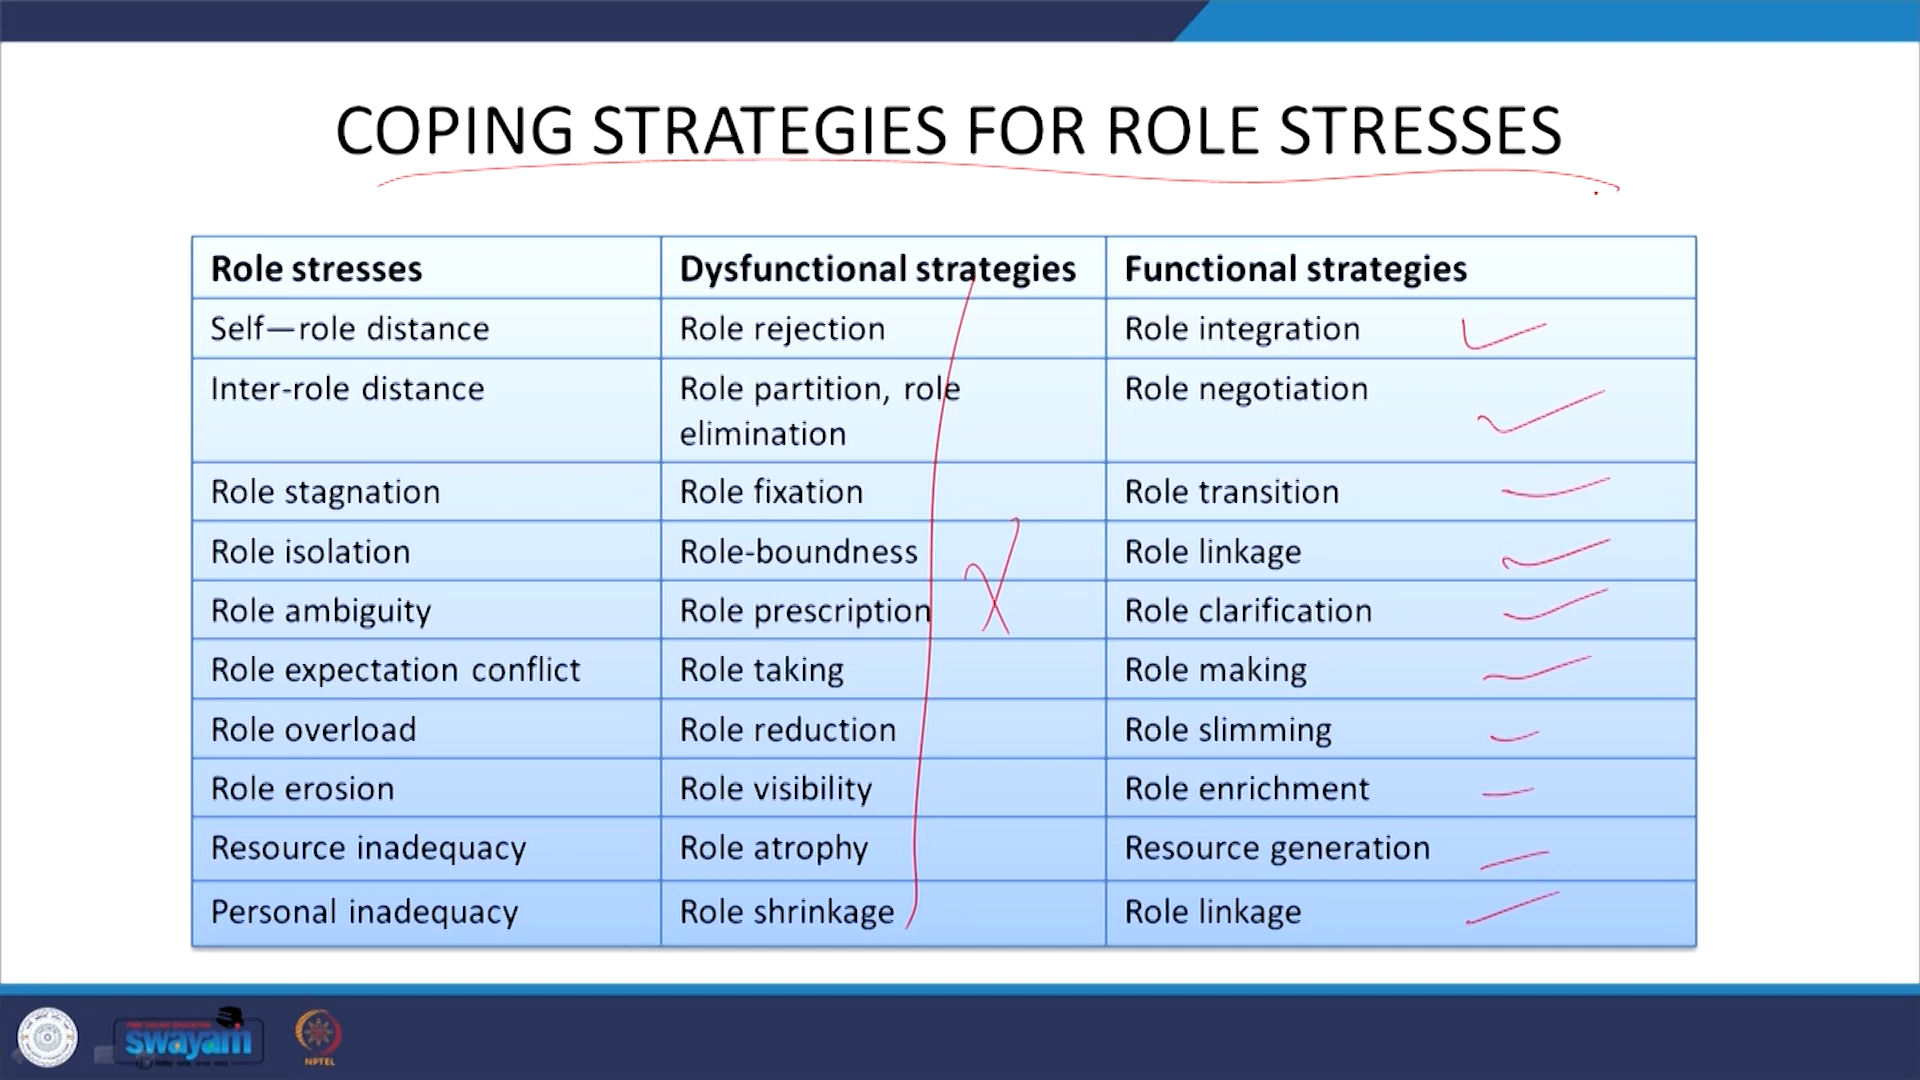 COPING STRATEGIES FOR ROLE STRESSES
Role stresses Dysfunctional strategies Functional strategies
Self—role distance Role rejection Role integration
Inter-role distance Role partition, role elimination Role negotiation
Role stagnation Role fixation Role transition
Role isolation Role-boundness Role linkage
Role ambiguity Role prescription Role clarification
Role expectation conflict Role taking Role making
Role overload Role reduction Role slimming
Role erosion Role visibility Role enrichment
Resource inadequacy Role atrophy Resource generation
Personal inadequacy Role shrinkage Role linkage
swayam
NPTEL